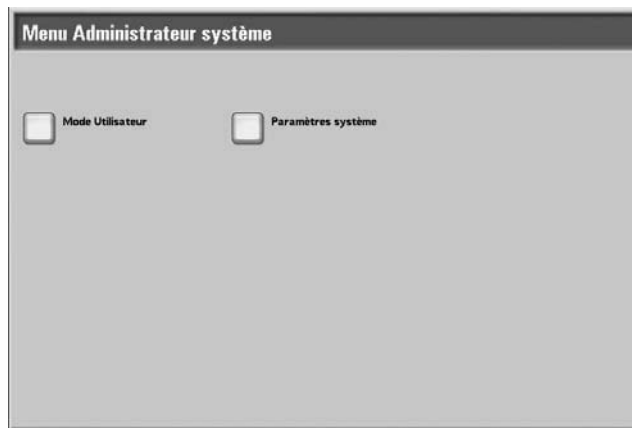 Menu Administrateur système
Mode Utilisateur
Paramètres système